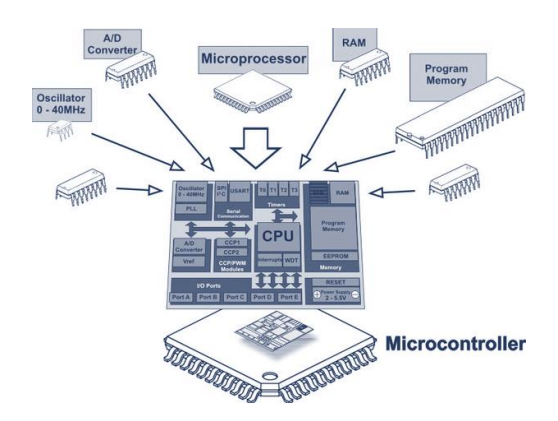 A/D
Converter
Microprocessor
RAM
Program
Memory
Oscillator
0 - 40MHz
Oscillator
0 - 40MHz
PLL
SPI
I²C
USART
Serial
Communication
T0 T1 T2 T3
Timers
RAM
Program
Memory
EEPROM
Memory
A/D
Converter
Vref
CCP1
CCP2
CCP/PWM
Modules
CPU
Interrupts
WDT
I/O Ports
Port A Port B Port C Port D Port E
RESET
Power Supply
2 - 5.5V
Microcontroller